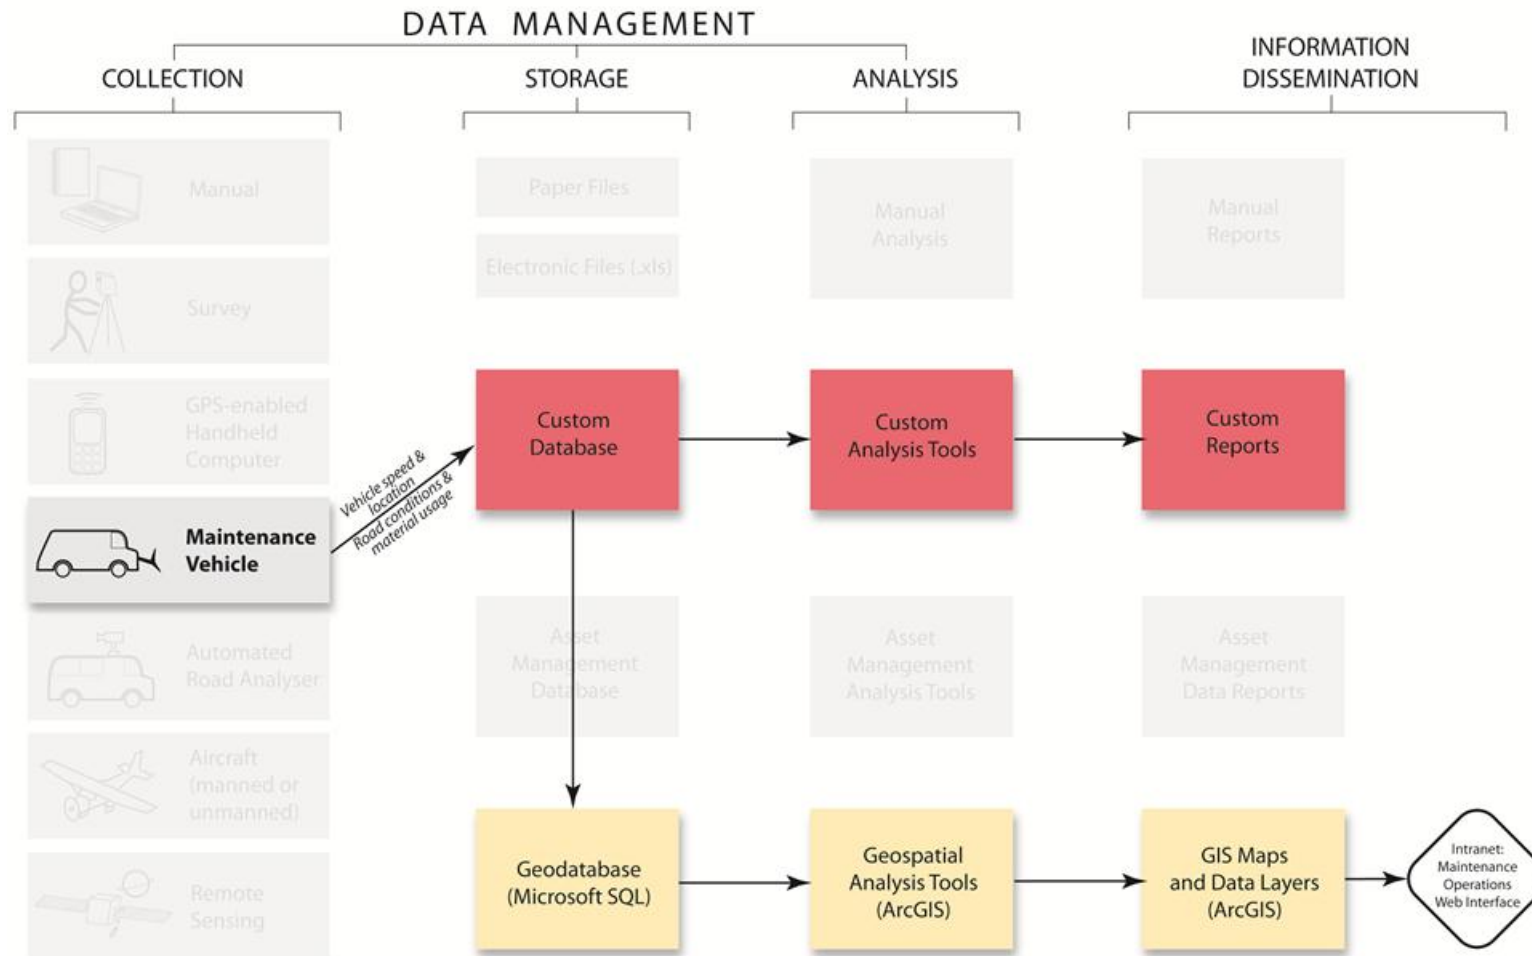 DATA MANAGEMENT
COLLECTION
STORAGE
ANALYSIS
INFORMATION
DISSEMINATION
Manual
Survey
GPS-enabled
Handheld
Computer
Maintenance
Vehicle
Automated
Road Analyser
Aircraft
(manned or
unmanned)
Remote
Sensing
Vehicle speed &
location
Road conditions &
material usage
Paper Files
Electronic Files (.xls)
Custom
Database
Asset
Management
Database
Geodatabase
(Microsoft SQL)
Manual
Analysis
Custom
Analysis Tools
Asset
Management
Analysis Tools
Geospatial
Analysis Tools
(ArcGIS)
Manual
Reports
Custom
Reports
Asset
Management
Data Reports
GIS Maps
and Data Layers
(ArcGIS)
Intranet:
Maintenance
Operations
Web Interface